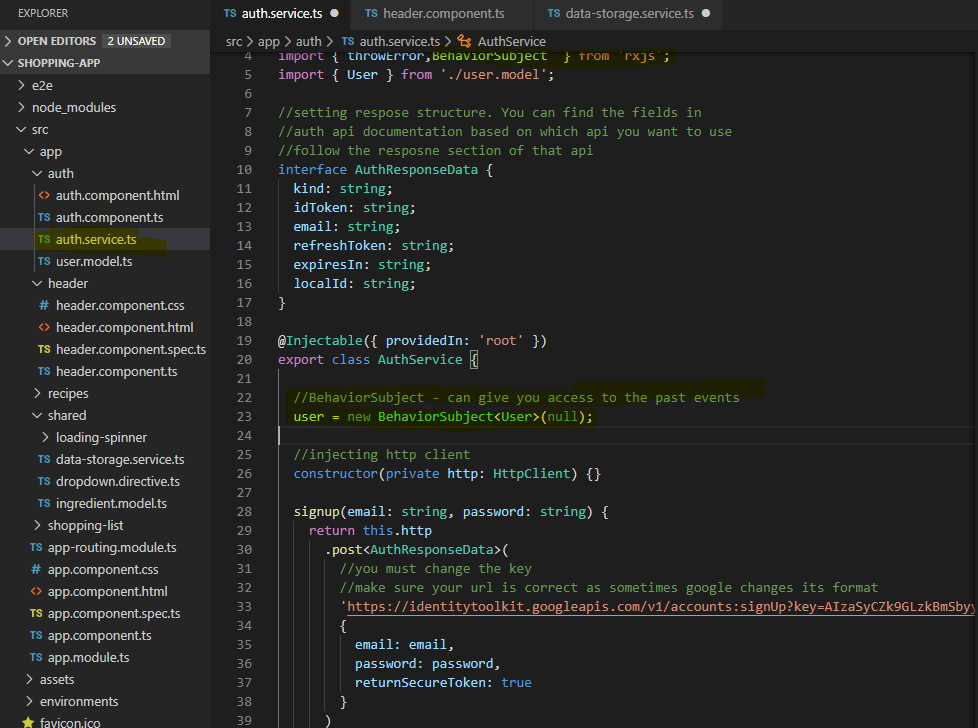 EXPLORER
OPEN EDITORS 2 UNSAVED
SHOPPING-APP
e2e
node_modules
src
app
auth
<> auth.component.html
TS auth.component.ts
TS auth.service.ts
TS user.model.ts
header
# header.component.css
<> header.component.html
TS header.component.spec.ts
TS header.component.ts
recipes
shared
loading-spinner
TS data-storage.service.ts
TS dropdown.directive.ts
TS ingredient.model.ts
shopping-list
TS app-routing.module.ts
# app.component.css
<> app.component.html
TS app.component.spec.ts
TS app.component.ts
TS app.module.ts
assets
environments
favicon.ico
TS auth.service.ts ● TS header.component.ts TS data-storage.service.ts ●
src > app > auth > TS auth.service.ts > AuthService
4 import { throwError,BehaviorSubject } from 'rxjs';
5 import { User } from './user.model';
6
7 //setting respose structure. You can find the fields in
8 //auth api documentation based on which api you want to use
9 //follow the resposne section of that api
10 interface AuthResponseData {
11 kind: string;
12 idToken: string;
13 email: string;
14 refreshToken: string;
15 expiresIn: string;
16 localId: string;
17 }
18
19 @Injectable({ providedIn: 'root' })
20 export class AuthService {
21
22 //BehaviorSubject - can give you access to the past events
23 user = new BehaviorSubject<User>(null);
24
25 //injecting http client
26 constructor(private http: HttpClient) {}
27
28 signup(email: string, password: string) {
29 return this.http
30 .post<AuthResponseData>(
31 //you must change the key
32 //make sure your url is correct as sometimes google changes its format
33 'https://identitytoolkit.googleapis.com/v1/accounts:signUp?key=AIzaSyCZk9GLzkBmSby
34 {
35 email: email,
36 password: password,
37 returnSecureToken: true
38 }
39 )